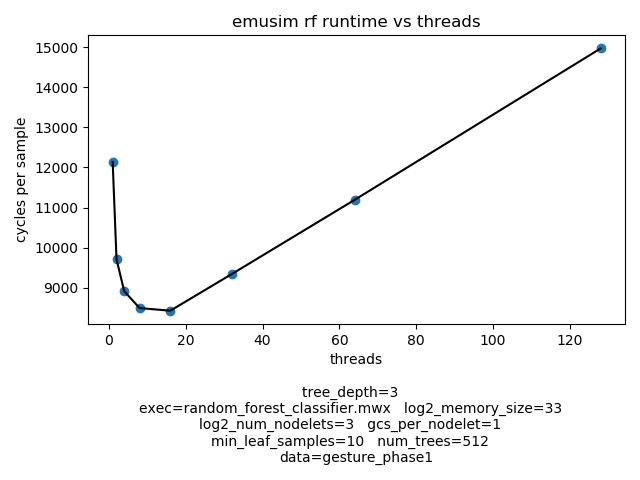 emusim rf runtime vs threads
15000
14000
13000
12000
11000
10000
9000
cycles per sample
0 20 40 60 80 100 120
threads
tree_depth=3
exec=random_forest_classifier.mwx log2_memory_size=33
log2_num_nodelets=3 gcs_per_nodelet=1
min_leaf_samples=10 num_trees=512
data=gesture_phase1